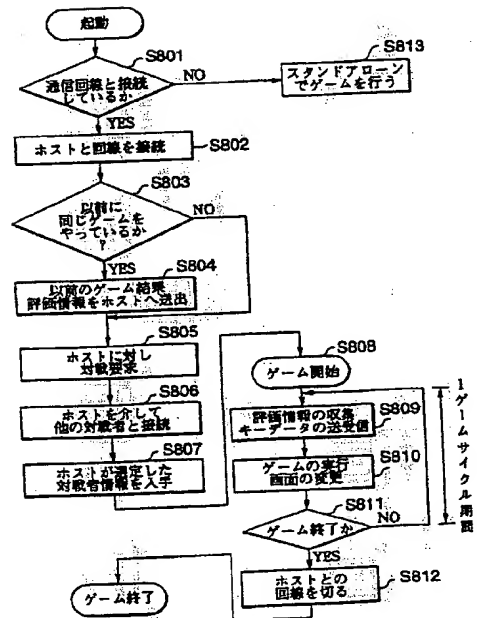 起動
S801
通信回線と接続
しているか
NO
S813
スタンドアローン
でゲームを行う
YES
ホストと回線を接続
S802
S803
以前に
同じゲームを
やっているか
?
NO
YES
S804
以前のゲーム結果
評価情報をホストへ送出
S805
ホストに対し
対戦要求
S806
ホストを介して
他の対戦者と接続
S807
ホストが選定した
対戦者情報を入手
S808
ゲーム開始
評価情報の収集
キーデータの送受信
S809
ゲームの実行
画面の変更
S810
S811
ゲーム終了か
NO
1ゲームサイクル期間
YES
ホストとの
回線を切る
S812
ゲーム終了